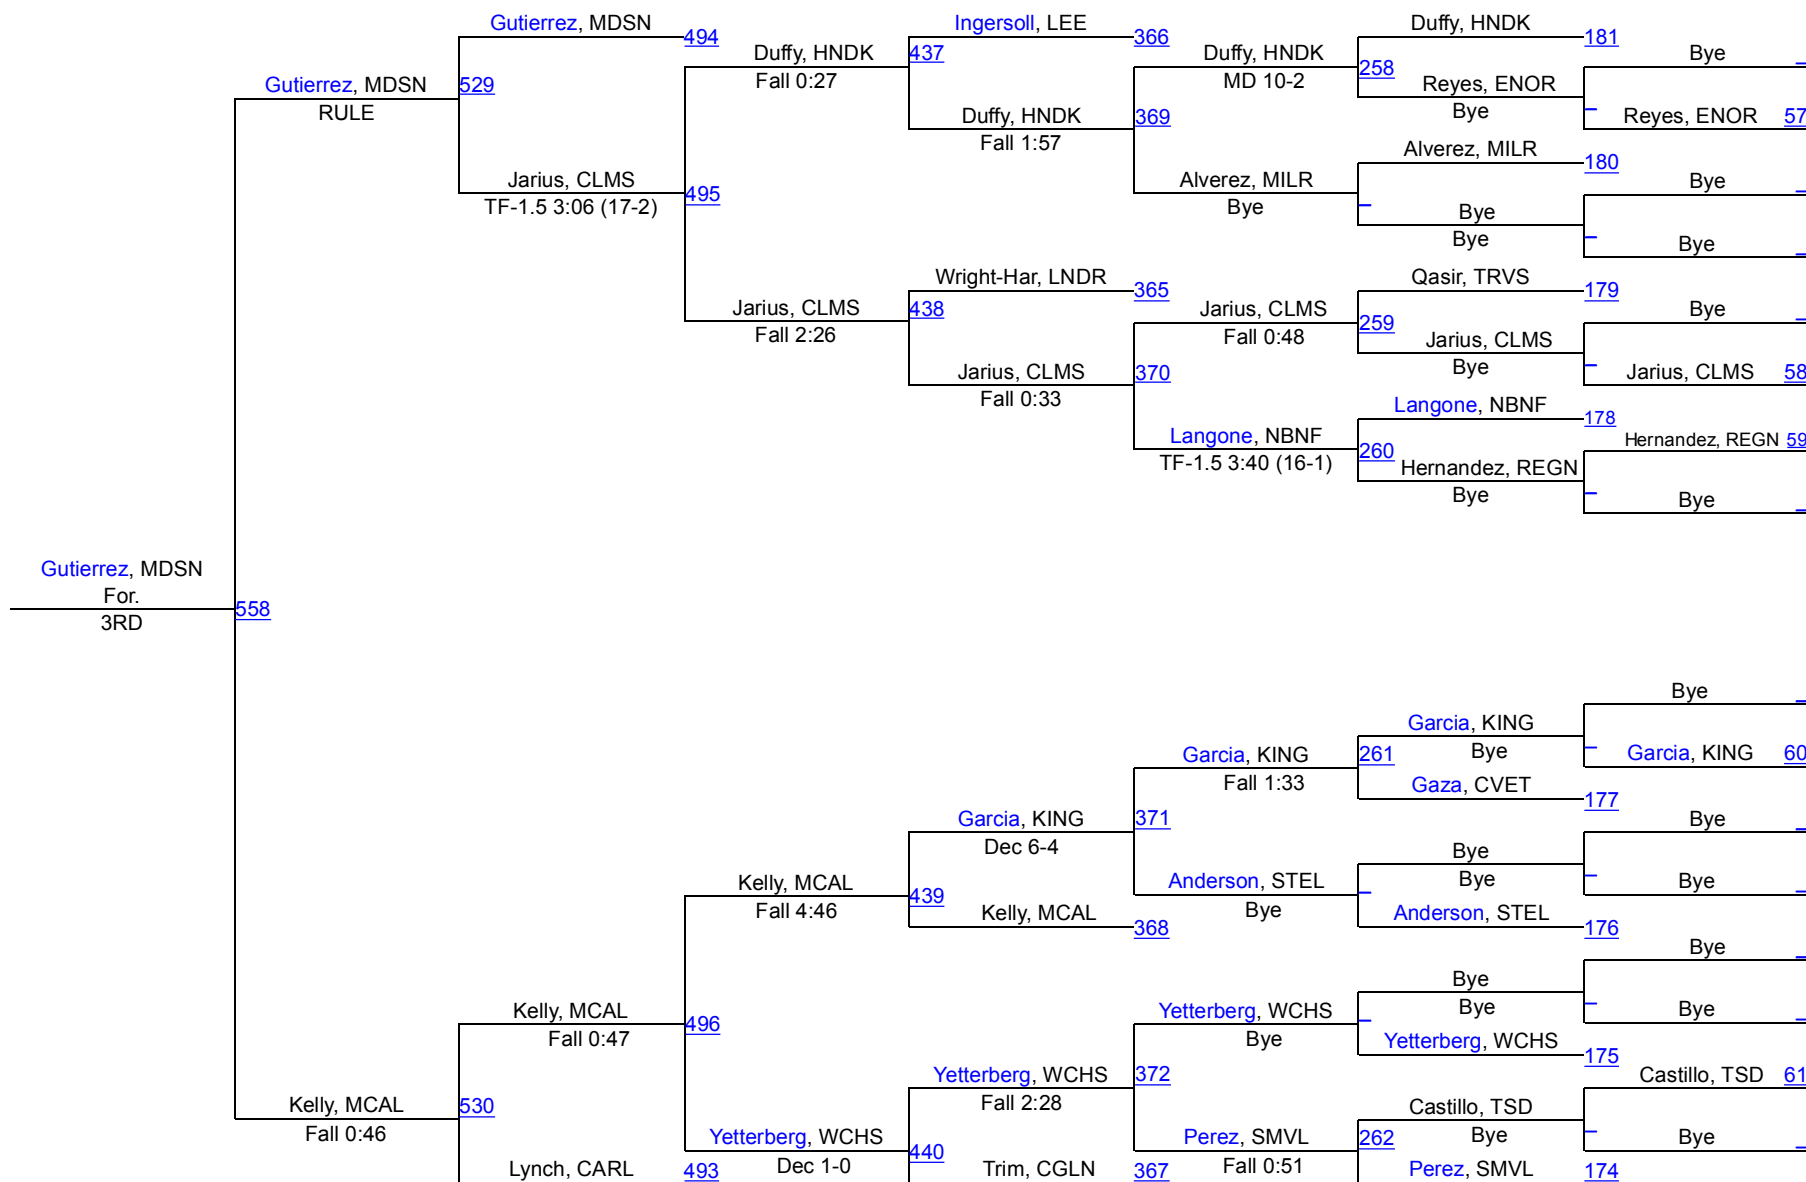 Gutierrez, MDSN
494
Ingersoll, LEE
366
Duffy, HNDK
181
Duffy, HNDK
Fall 0:27
437
Duffy, HNDK
MD 10-2
258
Bye
Gutierrez, MDSN
RULE
529
Reyes, ENOR
Bye
Duffy, HNDK
Fall 1:57
369
Reyes, ENOR
57
Alverez, MILR
180
Jarius, CLMS
TF-1.5 3:06 (17-2)
495
Alverez, MILR
Bye
Bye
Bye
Bye
Bye
Wright-Har, LNDR
365
Qasir, TRVS
179
Jarius, CLMS
Fall 2:26
438
Jarius, CLMS
Fall 0:48
259
Bye
Jarius, CLMS
Bye
Jarius, CLMS
Fall 0:33
370
Jarius, CLMS
58
Langone, NBNF
178
Langone, NBNF
TF-1.5 3:40 (16-1)
260
Hernandez, REGN
59
Hernandez, REGN
Bye
Bye
Gutierrez, MDSN
For.
3RD
558
Bye
Garcia, KING
Bye
Garcia, KING
Fall 1:33
261
Garcia, KING
60
Gaza, CVET
177
Garcia, KING
Dec 6-4
371
Bye
Bye
Bye
Kelly, MCAL
Fall 4:46
439
Anderson, STEL
Bye
Bye
Kelly, MCAL
368
Anderson, STEL
176
Bye
Bye
Bye
Kelly, MCAL
Fall 0:47
496
Yetterberg, WCHS
Bye
Bye
Yetterberg, WCHS
175
Yetterberg, WCHS
Fall 2:28
372
Castillo, TSD
61
Kelly, MCAL
Fall 0:46
530
Castillo, TSD
Bye
Yetterberg, WCHS
Dec 1-0
440
Perez, SMVL
Fall 0:51
262
Bye
Lynch, CARL
493
Trim, CGLN
367
Perez, SMVL
174